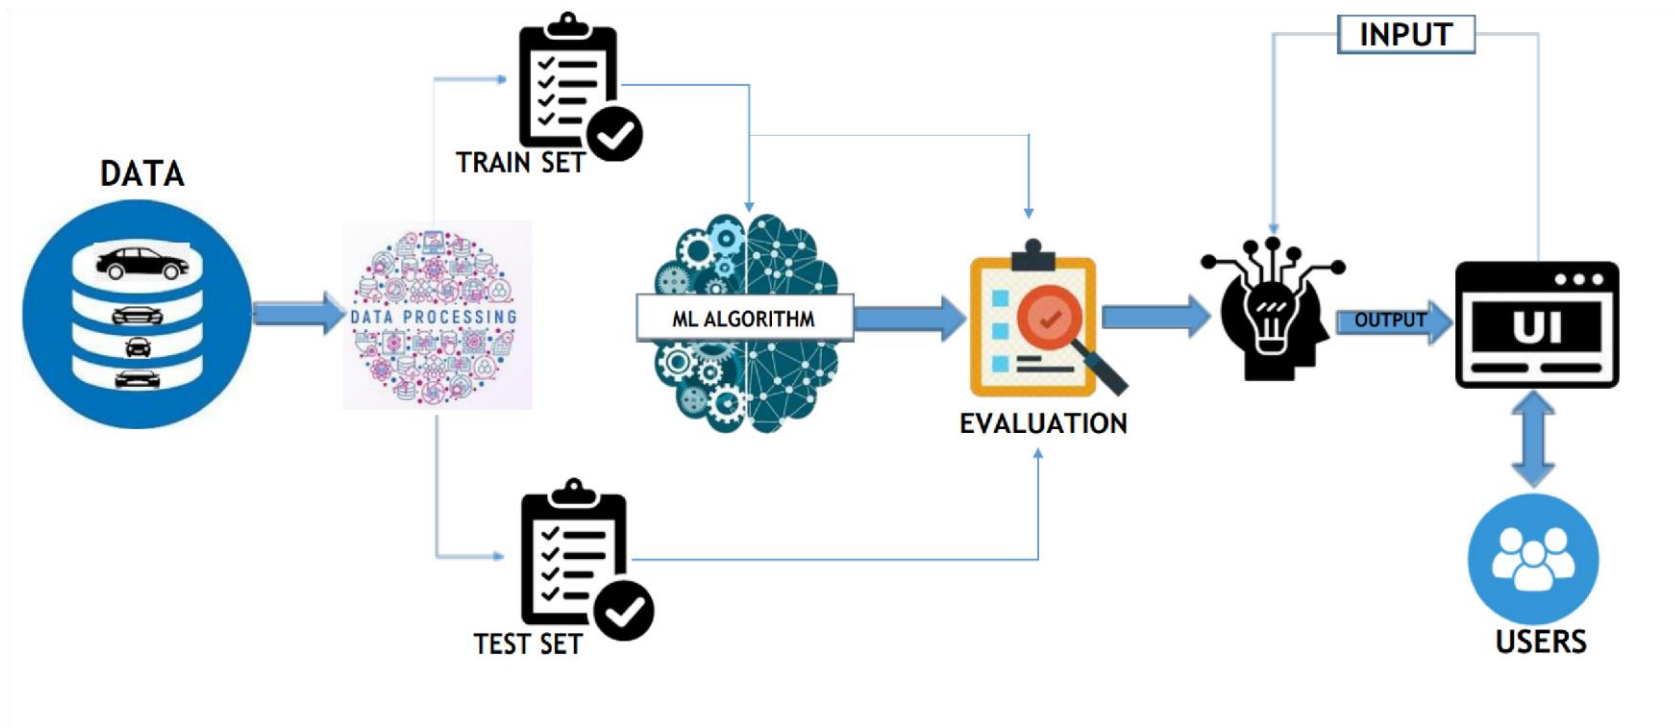 INPUT
TRAIN SET
DATA
DATA PROCESSING
ML ALGORITHM
OUTPUT
UI
EVALUATION
TEST SET
USERS